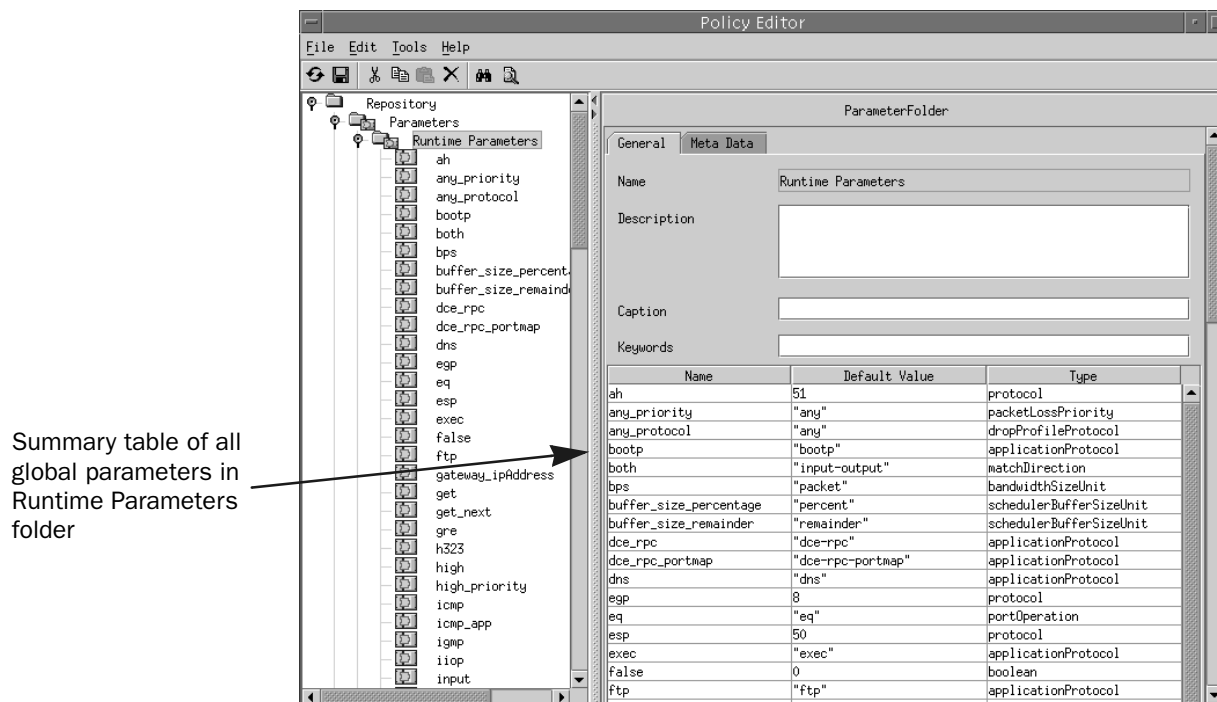 Policy Editor
File Edit Tools Help
Repository
Parameters
Runtime Parameters
ah
any_priority
any_protocol
bootp
both
bps
buffer_size_percent
buffer_size_remaind
dce_rpc
dce_rpc_portmap
dns
egp
eq
esp
exec
false
ftp
gateway_ipAddress
get
get_next
gre
h323
high
high_priority
icmp
icmp_app
igmp
iiop
input
ParameterFolder
General Meta Data
Name Runtime Parameters
Description
Caption
Keywords
Name Default Value Type
ah 51 protocol
any_priority "any" packetLossPriority
any_protocol "any" dropProfileProtocol
bootp "bootp" applicationProtocol
both "input-output" matchDirection
bps "packet" bandwidthSizeUnit
buffer_size_percentage "percent" schedulerBufferSizeUnit
buffer_size_remainder "remainder" schedulerBufferSizeUnit
dce_rpc "dce-rpc" applicationProtocol
dce_rpc_portmap "dce-rpc-portmap" applicationProtocol
dns "dns" applicationProtocol
egp 8 protocol
eq "eq" portOperation
esp 50 protocol
exec "exec" applicationProtocol
false 0 boolean
ftp "ftp" applicationProtocol
Summary table of all
global parameters in
Runtime Parameters
folder